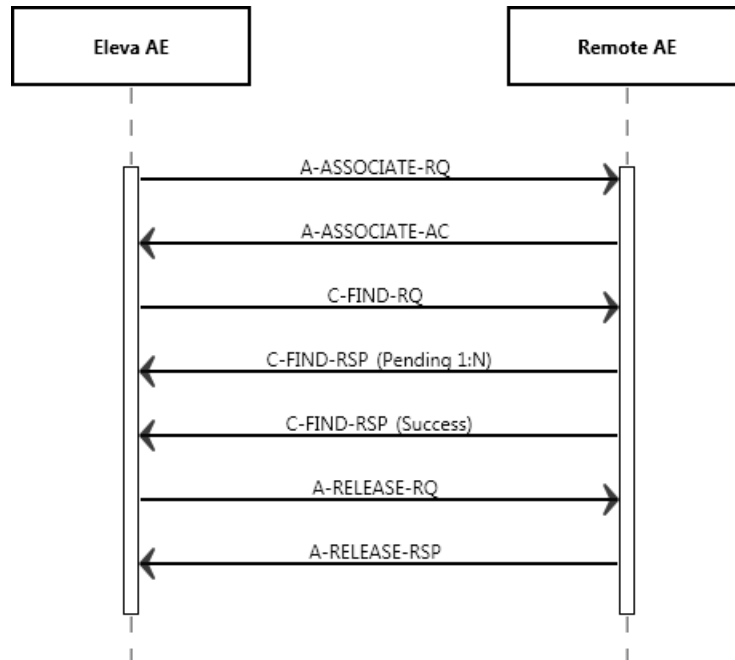 Eleva AE
Remote AE
A-ASSOCIATE-RQ
A-ASSOCIATE-AC
C-FIND-RQ
C-FIND-RSP (Pending 1:N)
C-FIND-RSP (Success)
A-RELEASE-RQ
A-RELEASE-RSP